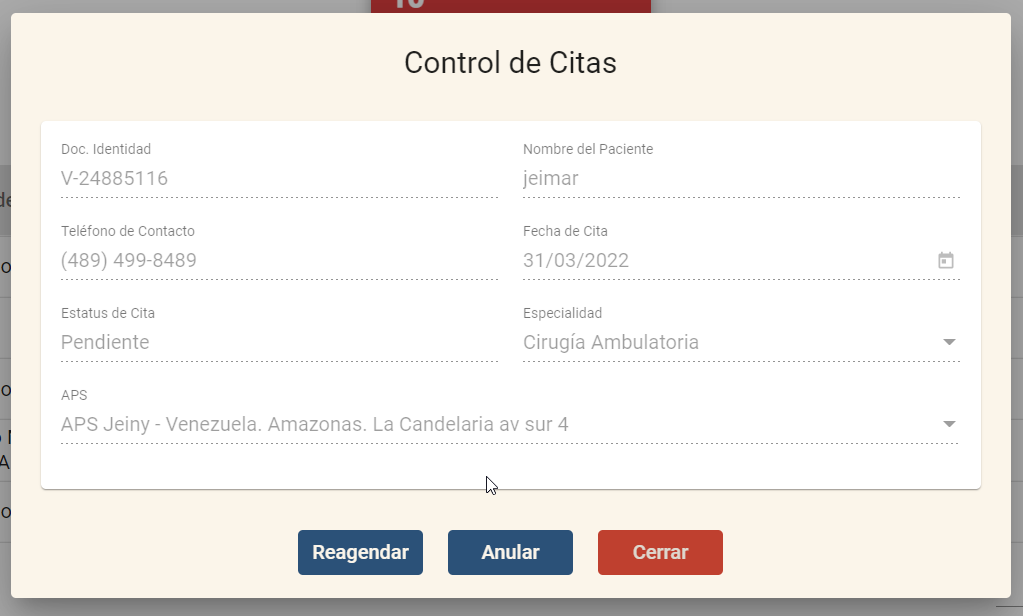 Control de Citas
Doc. Identidad
V-24885116
Nombre del Paciente
jeimar
Teléfono de Contacto
(489) 499-8489
Fecha de Cita
31/03/2022
Estatus de Cita
Pendiente
Especialidad
Cirugía Ambulatoria
APS
APS Jeiny - Venezuela. Amazonas. La Candelaria av sur 4
Reagendar
Anular
Cerrar